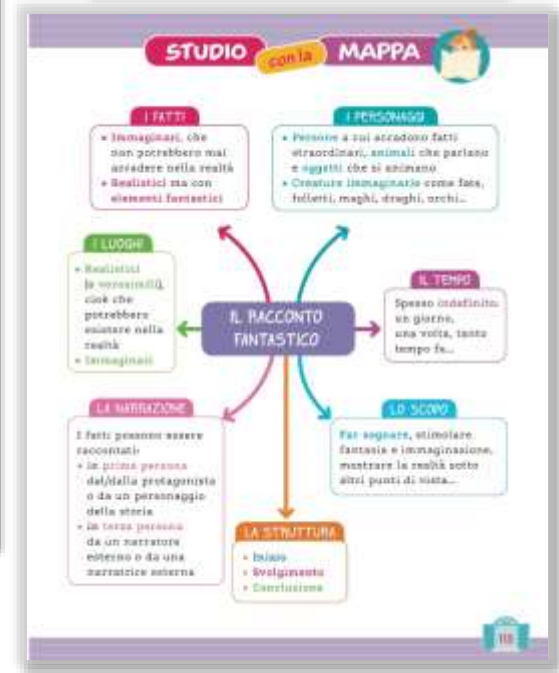 STUDIO con la MAPPA
I FATTI
• Immaginari, che
non potrebbero mai
accadere nella realtà
• Realistici ma con
elementi fantastici
I PERSONAGGI
• Persone a cui accadono fatti
straordinari, animali che parlano
e oggetti che si animano
• Creature immaginarie come fate,
folletti, maghi, draghi, orchi...
I LUOGHI
• Realistici
(o verosimili),
cioè che
potrebbero
esistere nella
realtà
• Immaginari
IL RACCONTO
FANTASTICO
IL TEMPO
Spesso indefinito:
un giorno,
una volta, tanto
tempo fa...
LA NARRAZIONE
I fatti possono essere
raccontati:
• in prima persona
dal/dalla protagonista
o da un personaggio
della storia
• in terza persona
da un narratore
esterno o da una
narratrice esterna
LO SCOPO
Far sognare, stimolare
fantasia e immaginazione,
mostrare la realtà sotto
altri punti di vista...
LA STRUTTURA
• Inizio
• Svolgimento
• Conclusione